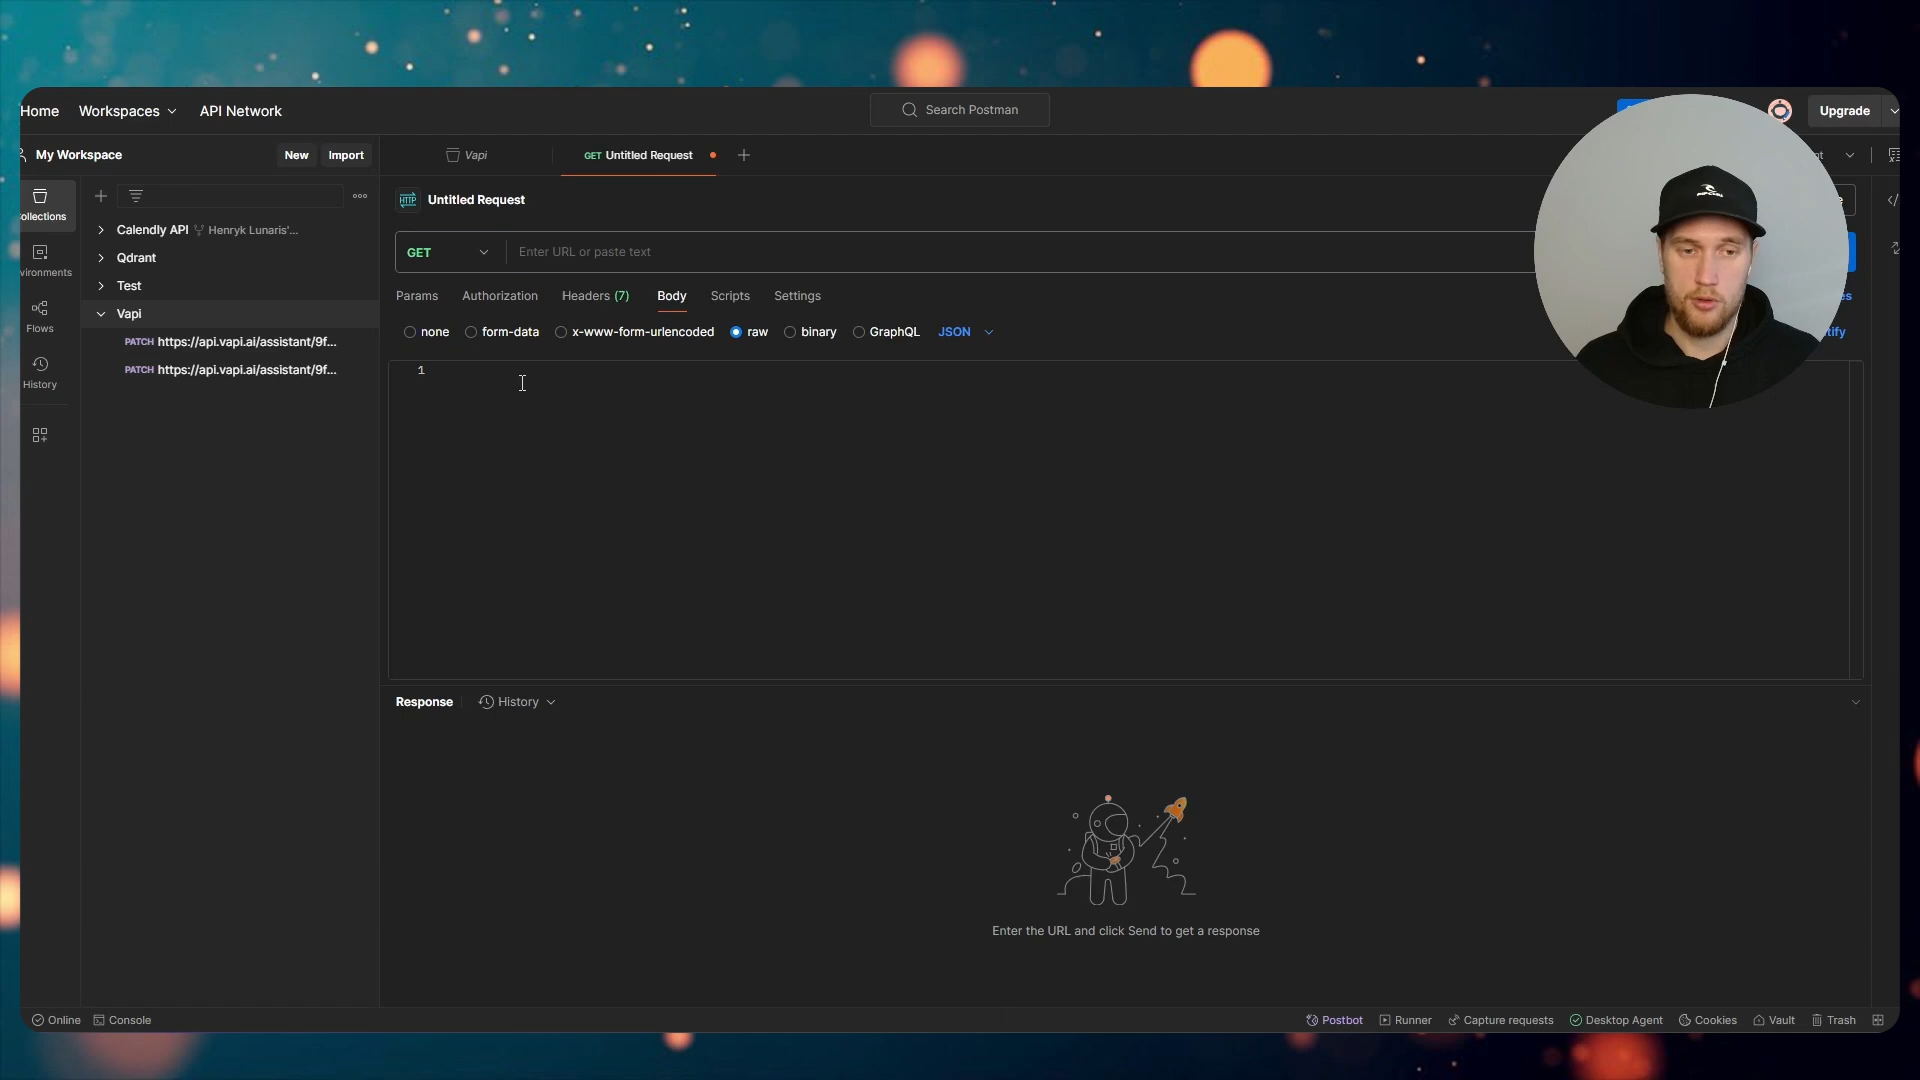 Home Workspaces API Network Search Postman Upgrade
My Workspace New Import Vapi GET Untitled Request
ollections
Untitled Request
Calendly API Henryk Lunaris'...
GET Enter URL or paste text
Qdrant
vironments
Test
Params Authorization Headers (7) Body Scripts Settings
Vapi
Flows
none form-data x-www-form-urlencoded raw binary GraphQL JSON
PATCH https://api.vapi.ai/assistant/9f...
PATCH https://api.vapi.ai/assistant/9f...
1
History
Response History
Enter the URL and click Send to get a response
Online Console Postbot Runner Capture requests Desktop Agent Cookies Vault Trash